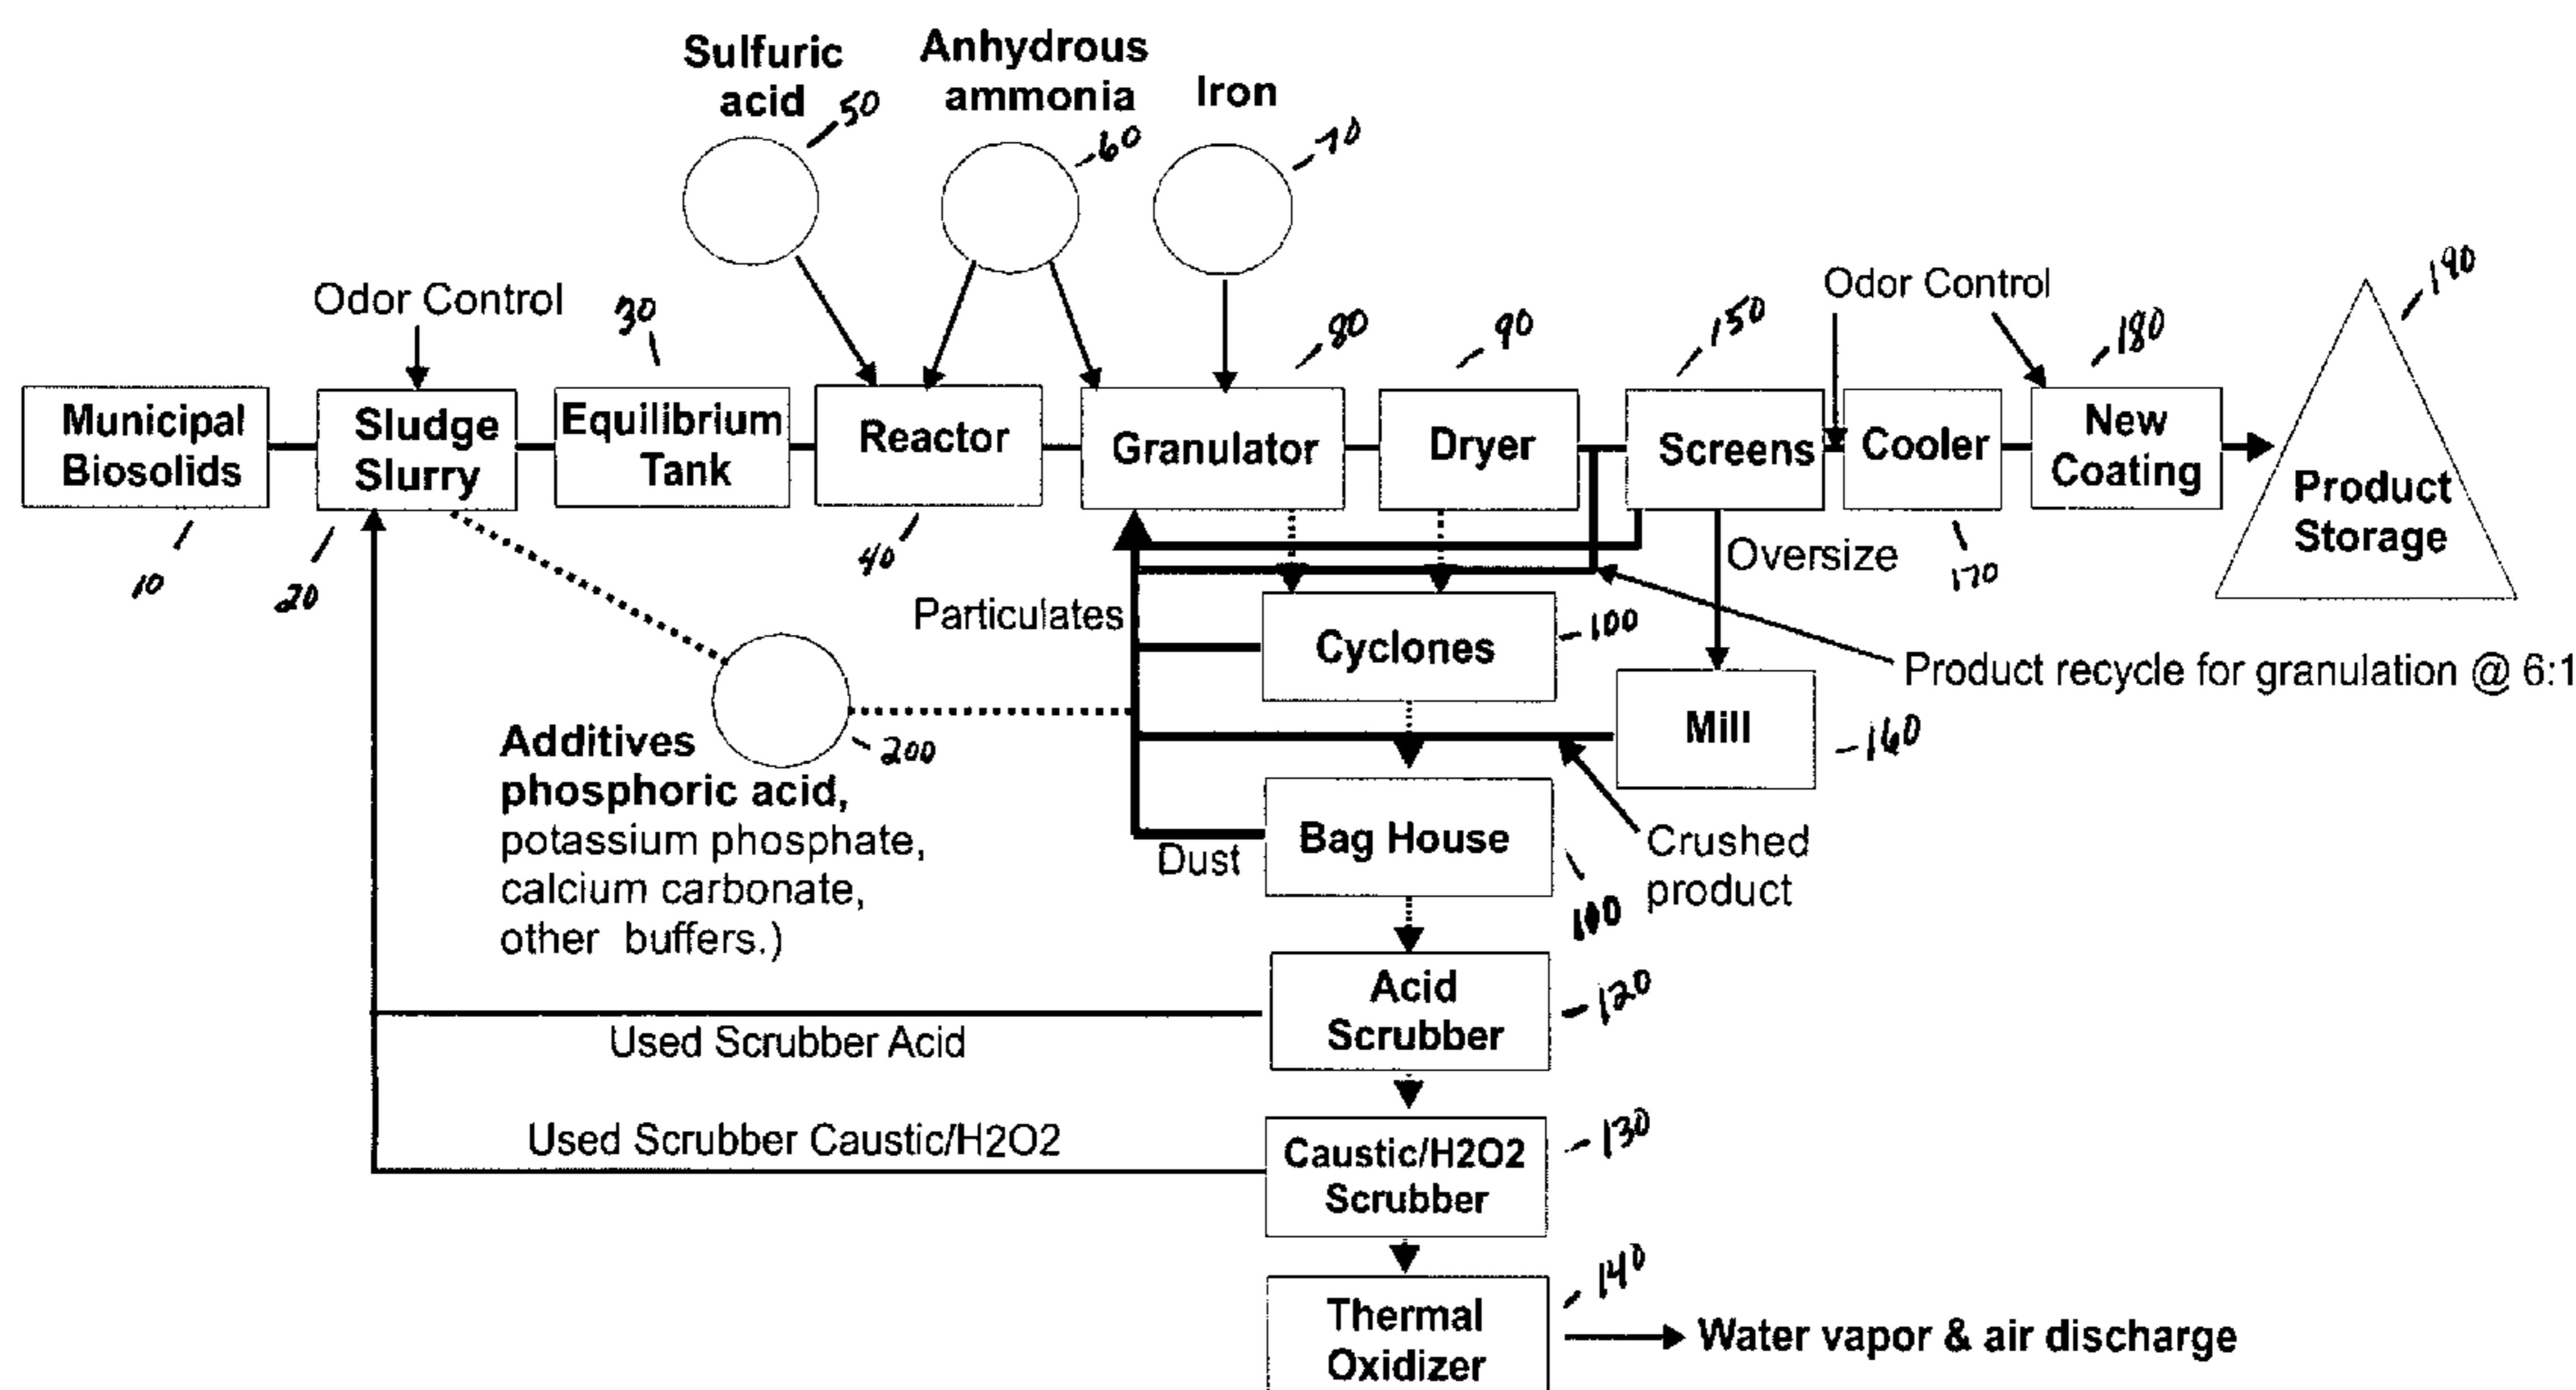 Sulfuric
acid
50
Anhydrous
ammonia
60
Iron
70
Odor Control
30
80
90
150
Odor Control
180
190
Municipal
Biosolids
Sludge
Slurry
Equilibrium
Tank
Reactor
Granulator
Dryer
Screens
Cooler
New
Coating
Product
Storage
10
20
40
170
Oversize
Particulates
Cyclones
100
Product recycle for granulation @ 6:1
Mill
160
200
Additives
phosphoric acid,
potassium phosphate,
calcium carbonate,
other buffers.)
Dust
Bag House
Crushed
product
Acid
Scrubber
120
Used Scrubber Acid
Used Scrubber Caustic/H2O2
Caustic/H2O2
Scrubber
130
Thermal
Oxidizer
140
Water vapor & air discharge